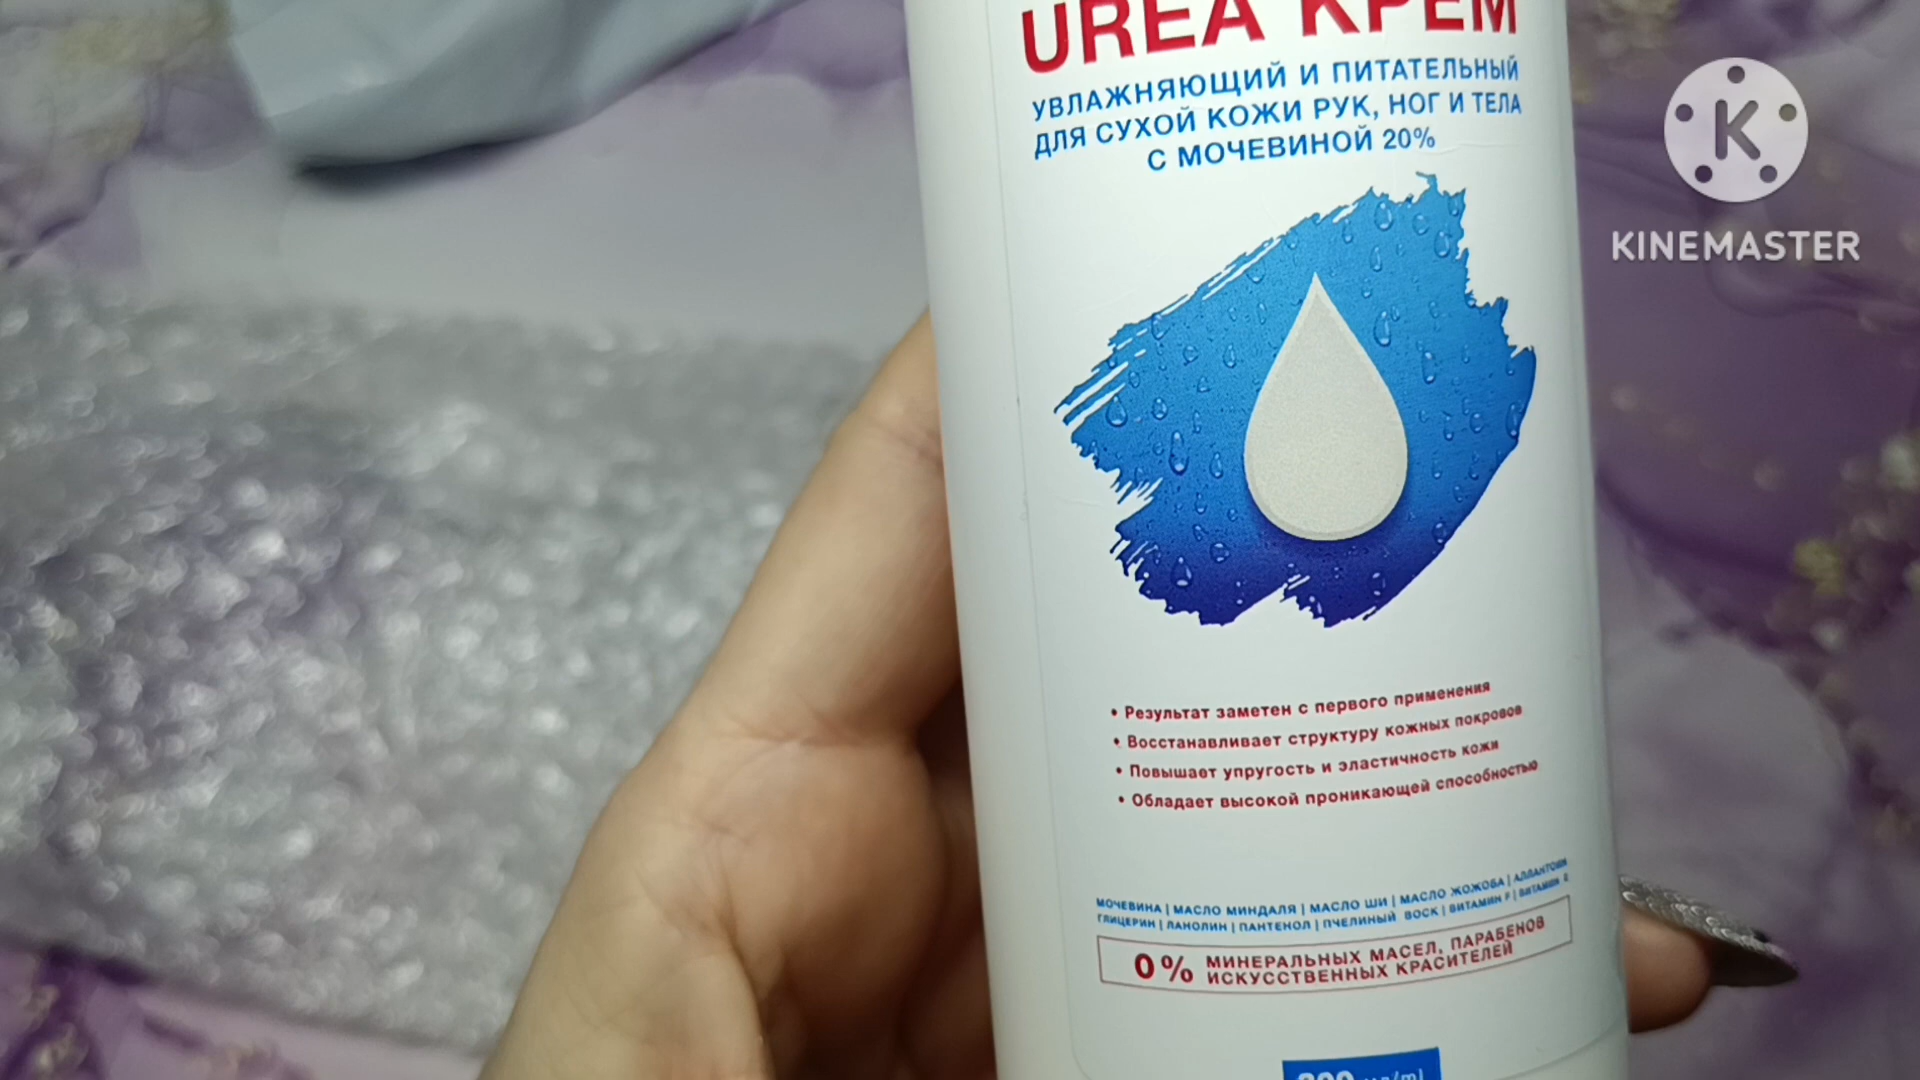 UREA КРЕМ
УВЛАЖНЯЮЩИЙ И ПИТАТЕЛЬНЫЙ
ДЛЯ СУХОЙ КОЖИ РУК, НОГ И ТЕЛА
С МОЧЕВИНОЙ 20%
K
KINEMASTER
• Результат заметен с первого применения
• Восстанавливает структуру кожных покровов
• Повышает упругость и эластичность кожи
• Обладает высокой проникающей способностью
МОЧЕВИНА | МАСЛО МИНДАЛЯ | МАСЛО ШИ | МАСЛО ЖОЖОБА | АЛЛАНТОИН
ГЛИЦЕРИН | ЛАНОЛИН | ПАНТЕНОЛ | ПЧЕЛИНЫЙ ВОСК | ВИТАМИН F | ВИТАМИН E
0% МИНЕРАЛЬНЫХ МАСЕЛ, ПАРАБЕНОВ
ИСКУССТВЕННЫХ КРАСИТЕЛЕЙ